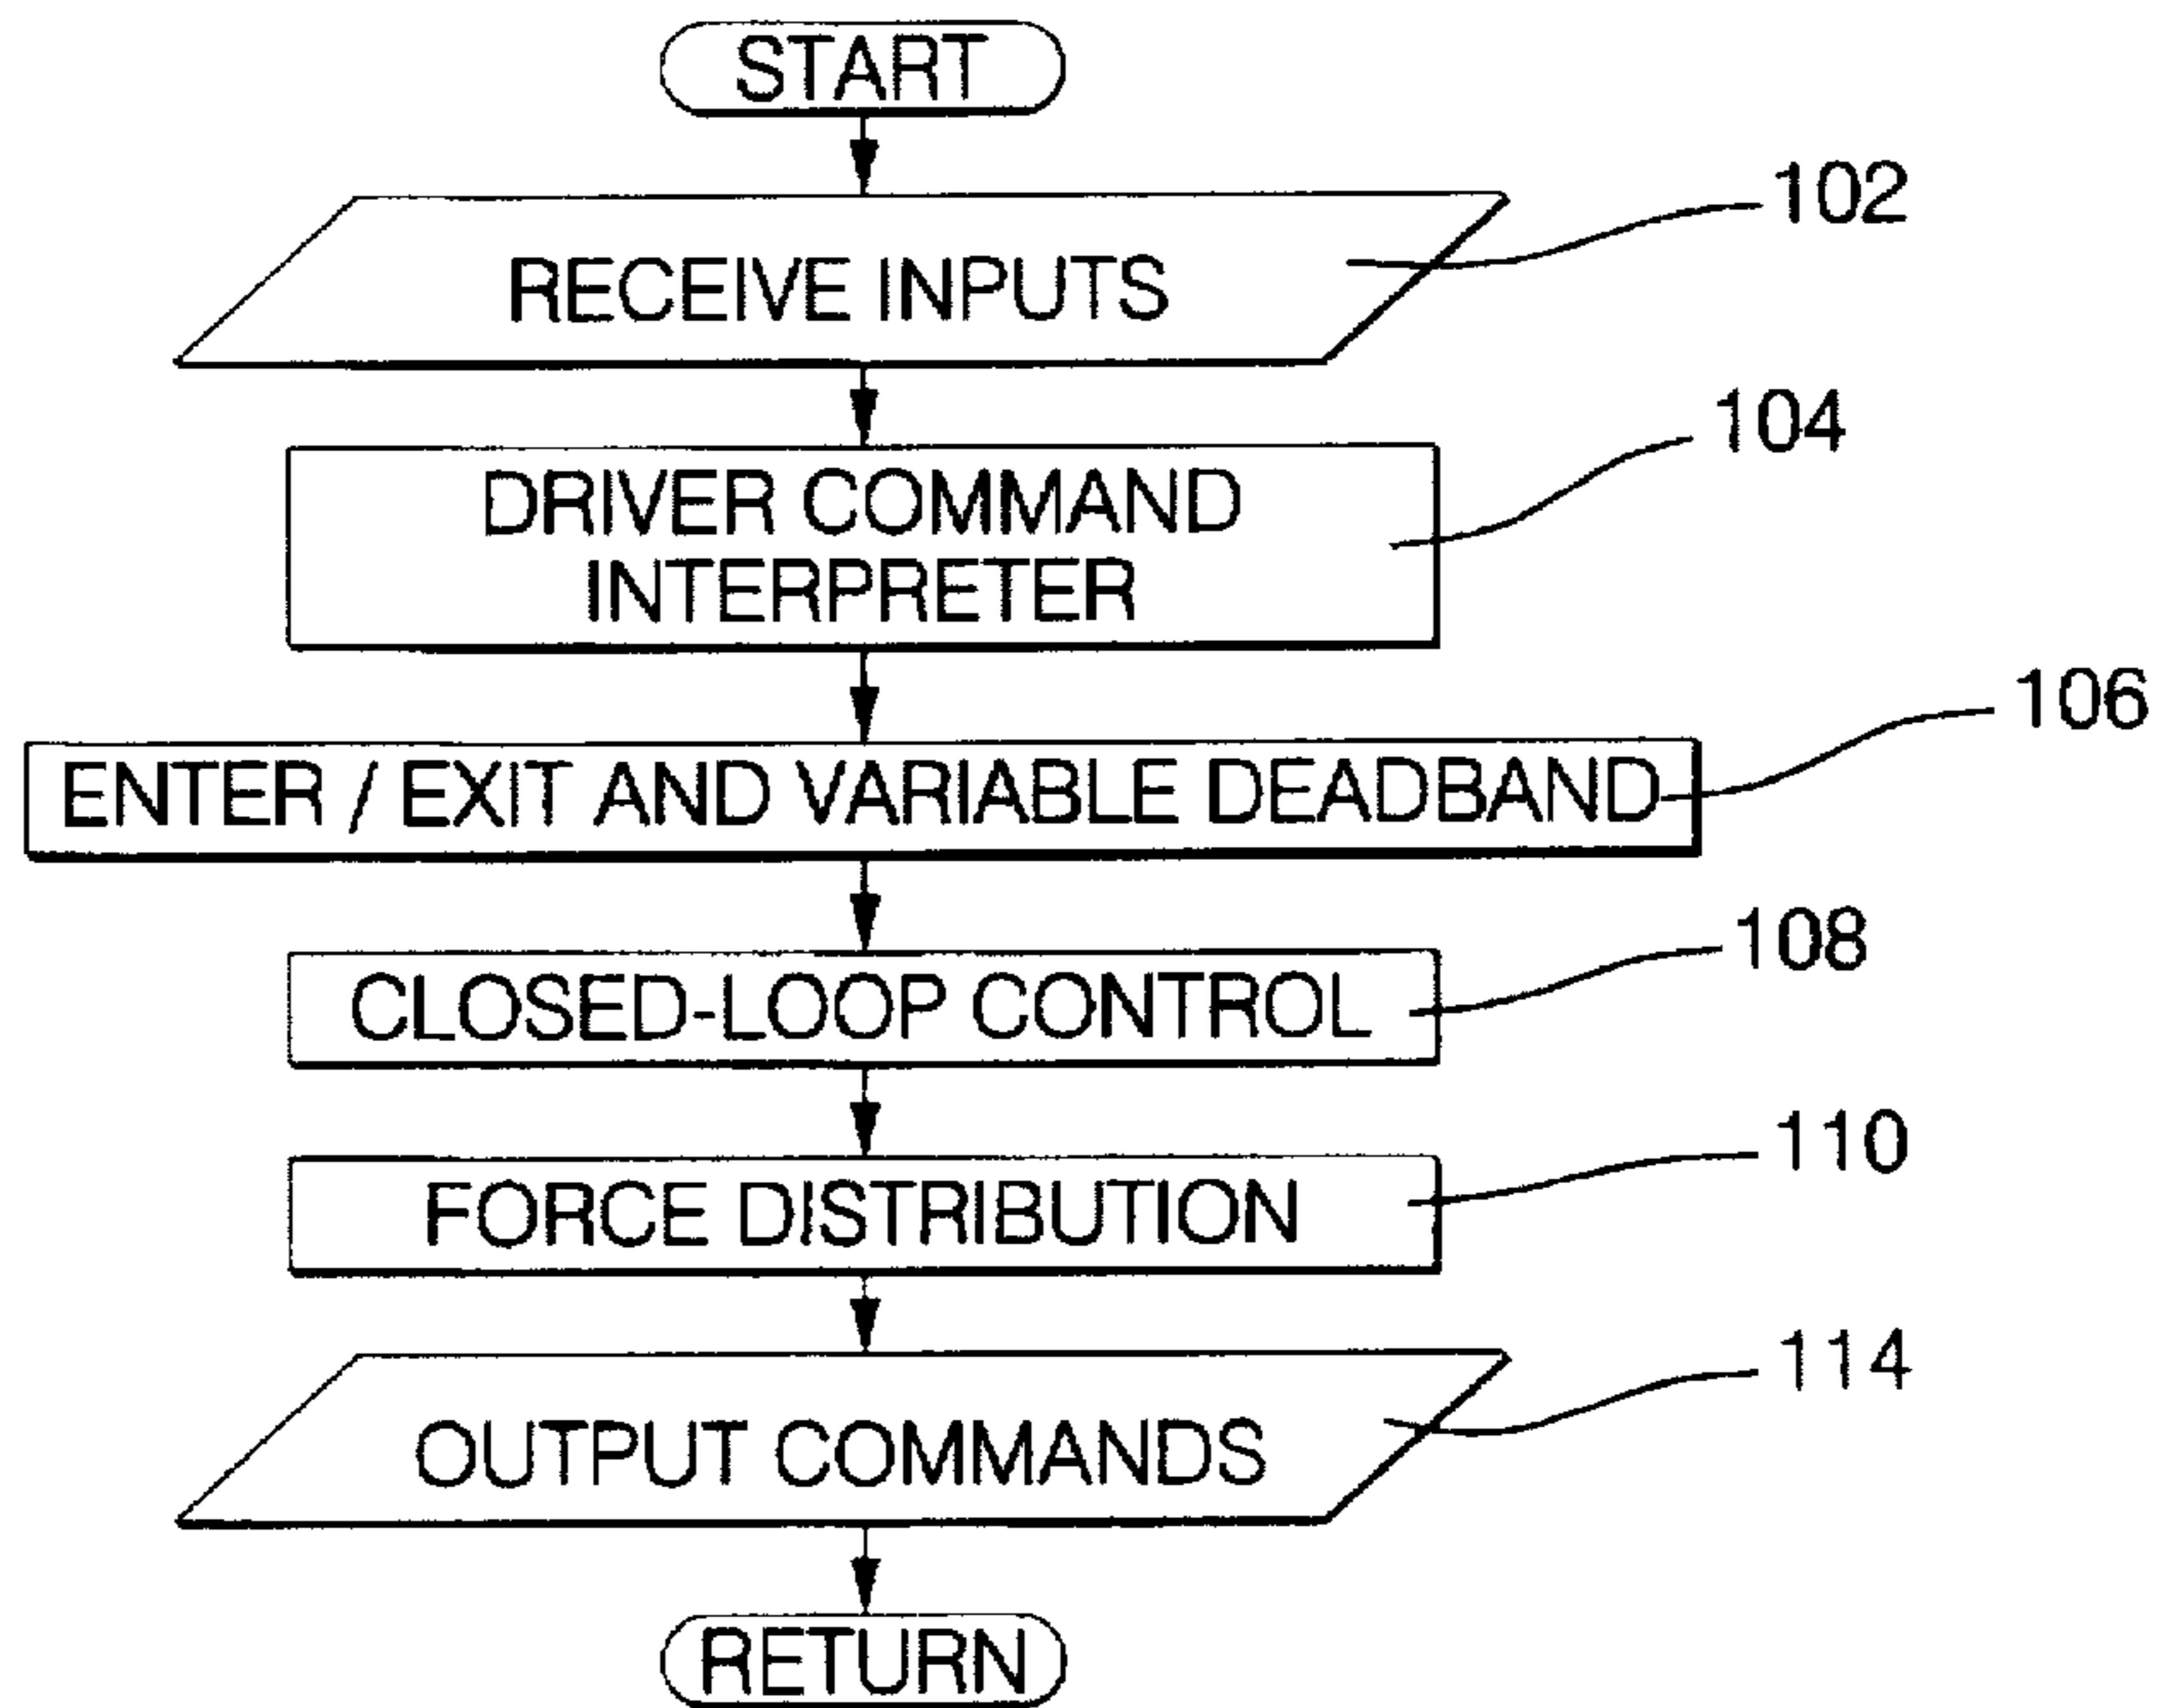 START
102
RECEIVE INPUTS
104
DRIVER COMMAND
INTERPRETER
106
ENTER / EXIT AND VARIABLE DEADBAND
108
CLOSED-LOOP CONTROL
110
FORCE DISTRIBUTION
114
OUTPUT COMMANDS
RETURN